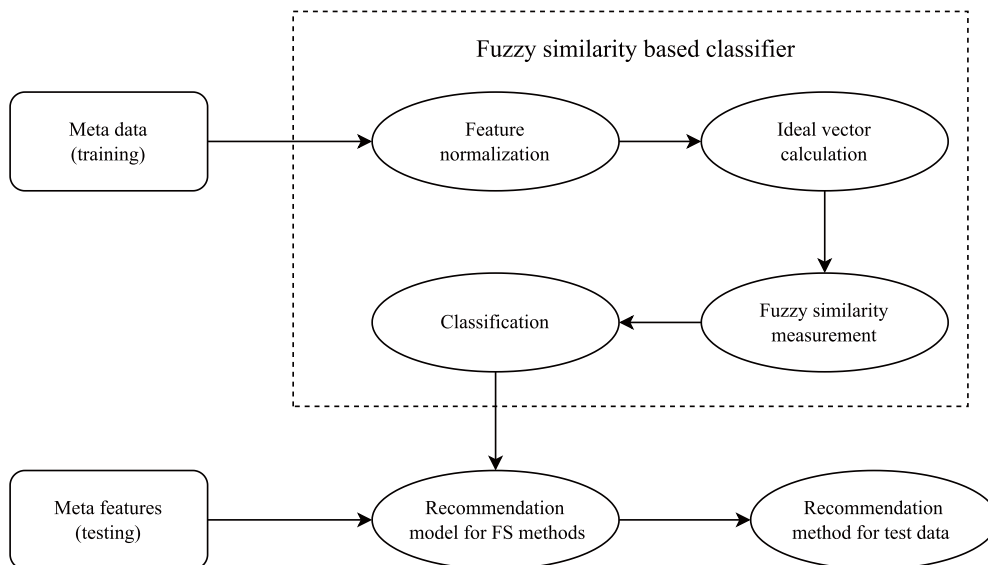 Fuzzy similarity based classifier
Meta data
(training)
Feature
normalization
Ideal vector
calculation
Classification
Fuzzy similarity
measurement
Meta features
(testing)
Recommendation
model for FS methods
Recommendation
method for test data